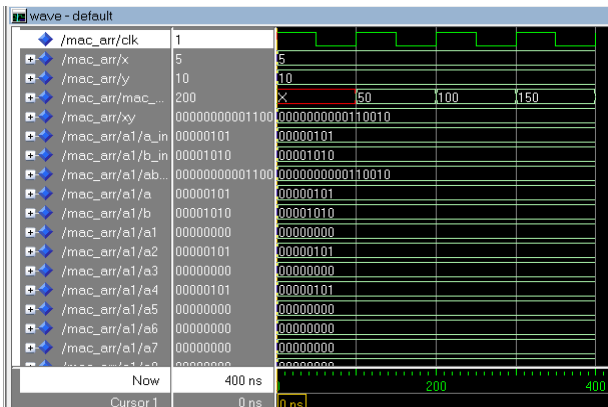 wave - default
/mac_arr/clk 1
/mac_arr/x 5 5
/mac_arr/y 10 10
/mac_arr/mac_... 200 X 50 100 150
/mac_arr/xy 00000000001100 0000000000110010
/mac_arr/a1/a_in 00000101 00000101
/mac_arr/a1/b_in 00001010 00001010
/mac_arr/a1/ab... 00000000001100 0000000000110010
/mac_arr/a1/a 00000101 00000101
/mac_arr/a1/b 00001010 00001010
/mac_arr/a1/a1 00000000 00000000
/mac_arr/a1/a2 00000101 00000101
/mac_arr/a1/a3 00000000 00000000
/mac_arr/a1/a4 00000101 00000101
/mac_arr/a1/a5 00000000 00000000
/mac_arr/a1/a6 00000000 00000000
/mac_arr/a1/a7 00000000 00000000
Now 400 ns 200 400
Cursor 1 0 ns 0 ns